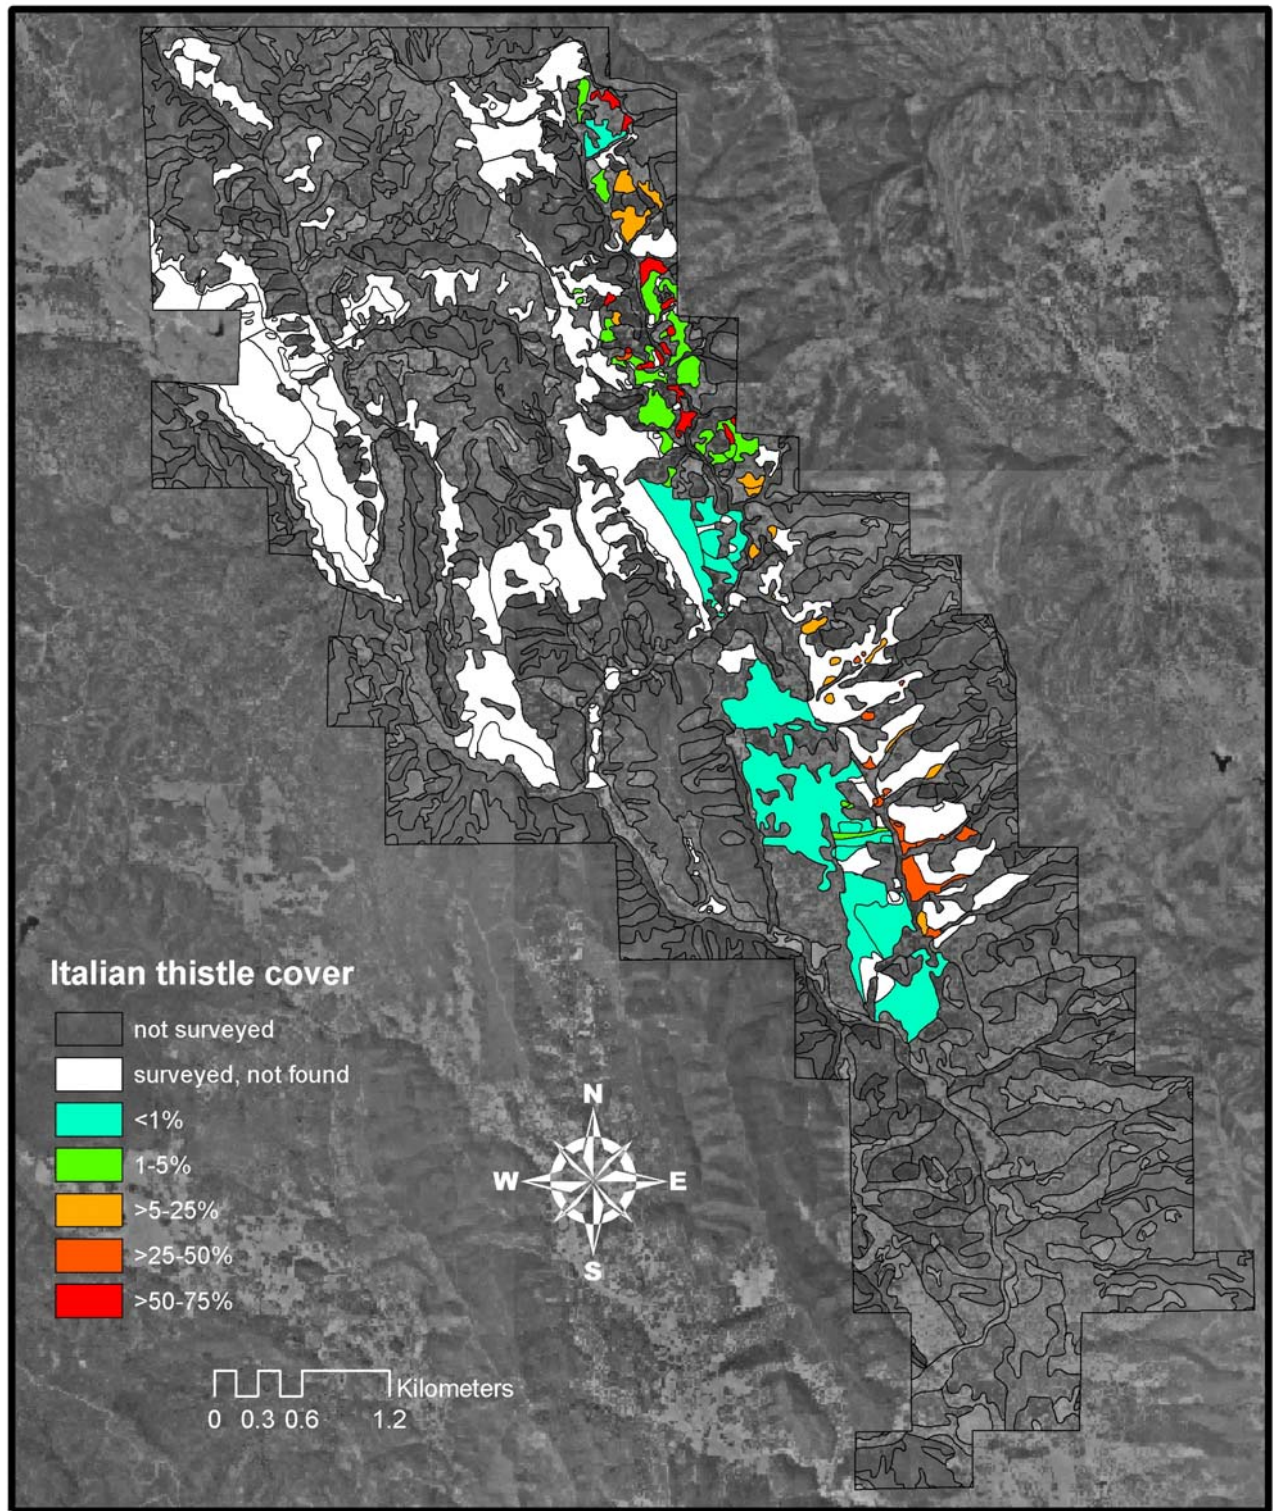 Italian thistle cover
not surveyed
surveyed, not found
<1%
1-5%
>5-25%
>25-50%
>50-75%
N
W E
S
Kilometers
0 0.3 0.6 1.2